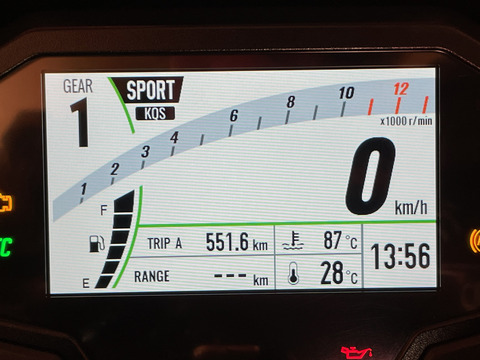 GEAR
1
SPORT
KQS
1 2 3 4 6 8 10 12
x1000 r/min
0
km/h
F
E
TRIP A 551.6 km
87 °C
13:56
RANGE --- km
28 °C